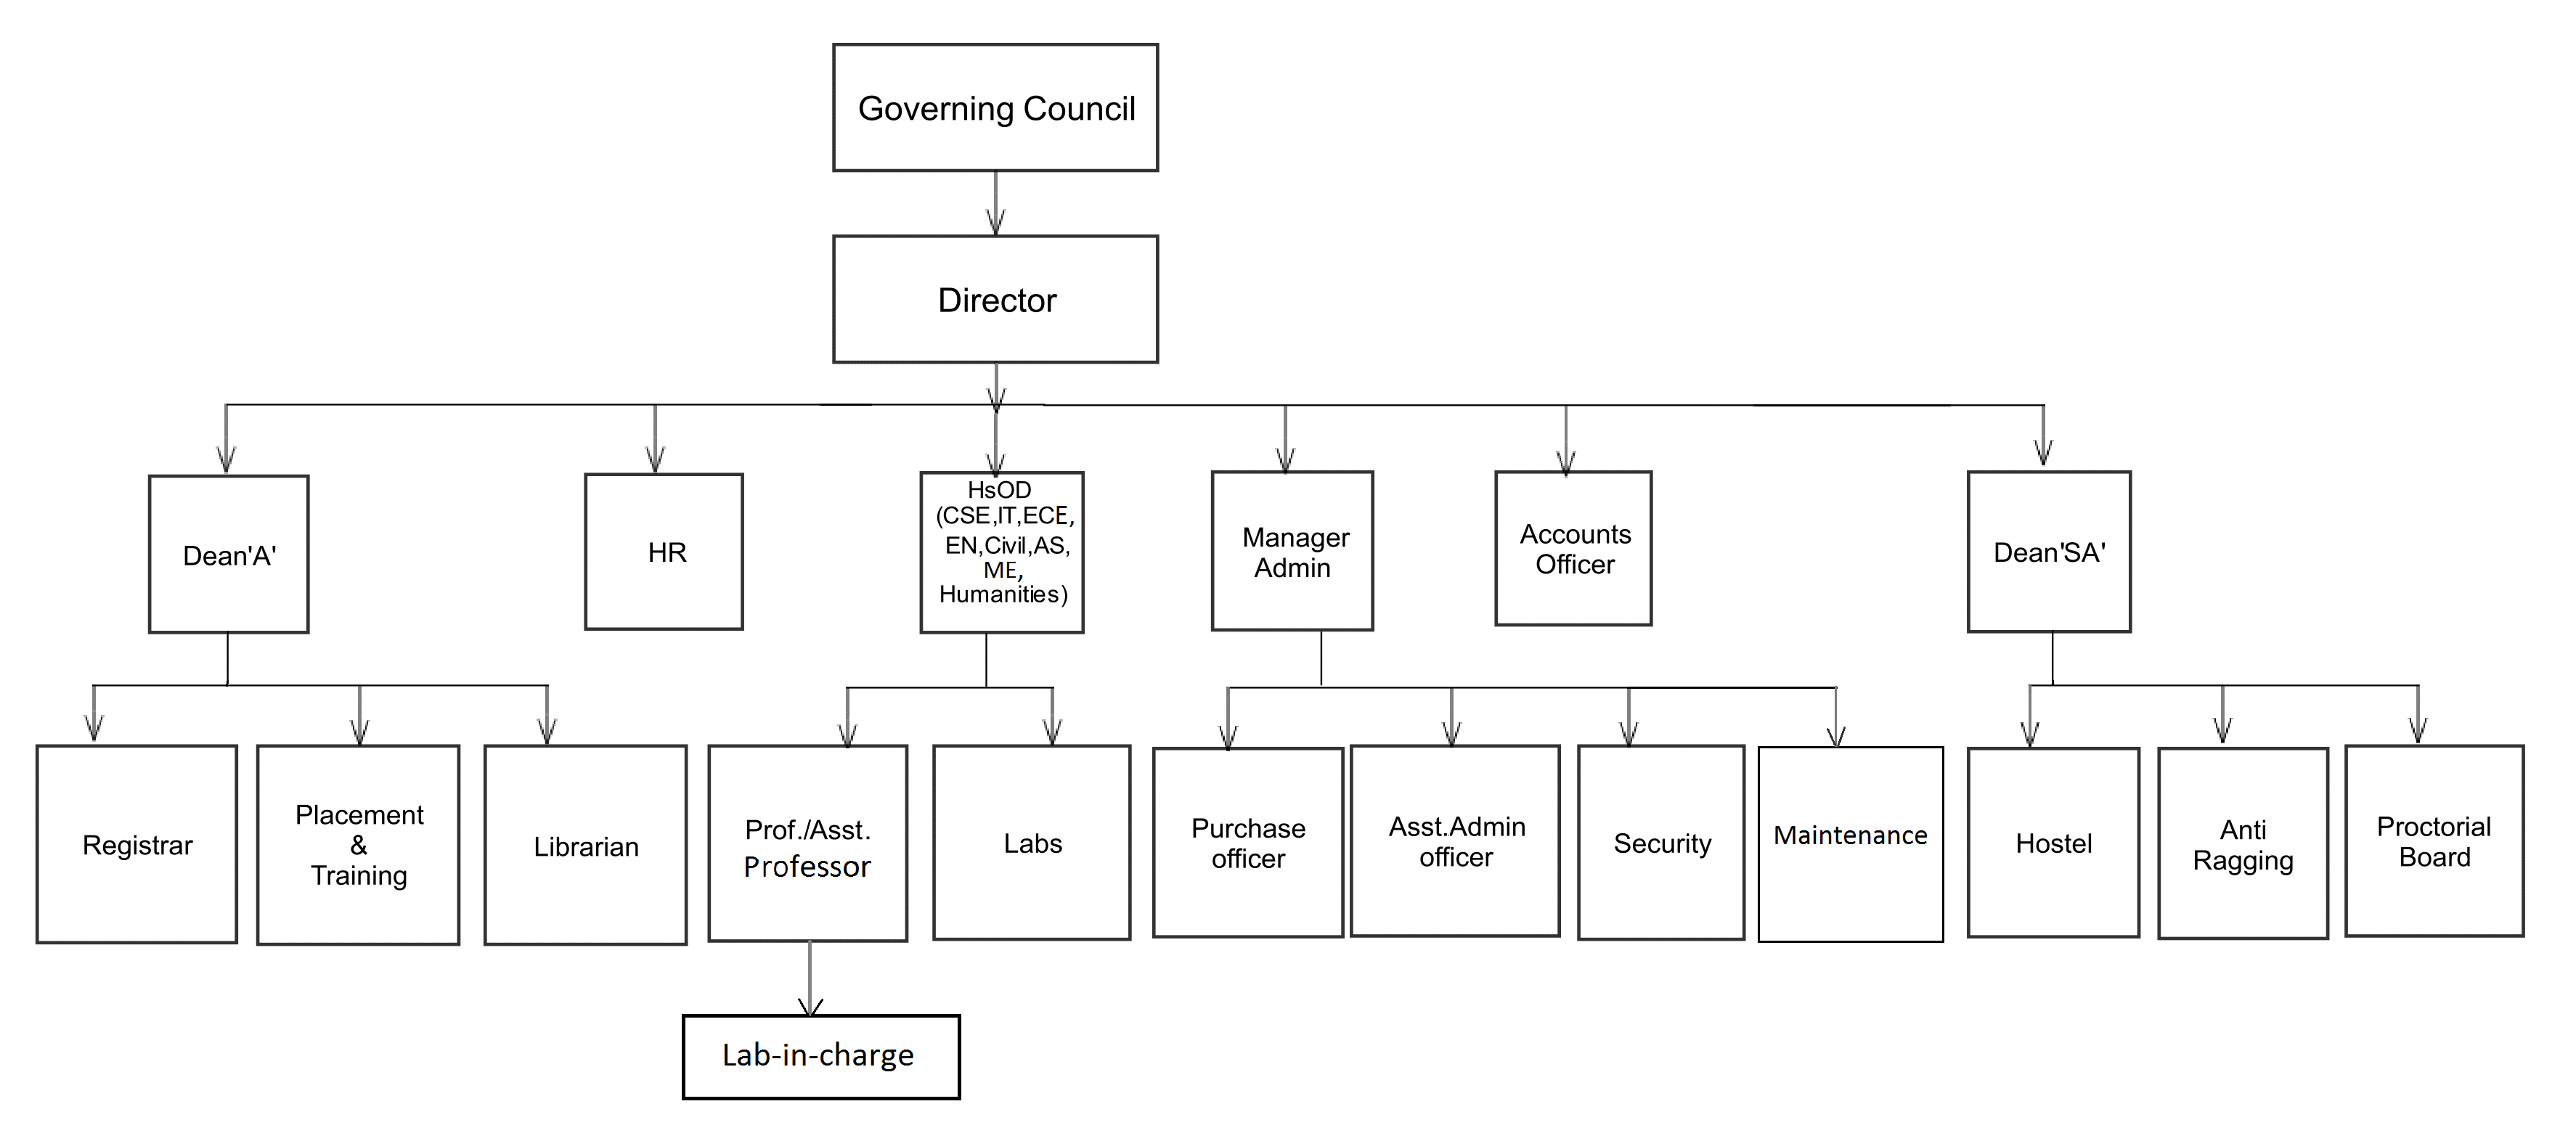 Governing Council
Director
Dean'A'
HR
HsOD
(CSE,IT,ECE,
EN,Civil,AS,
ME,
Humanities)
Manager
Admin
Accounts
Officer
Dean'SA'
Registrar
Placement
&
Training
Librarian
Prof./Asst.
Professor
Labs
Purchase
officer
Asst.Admin
officer
Security
Maintenance
Hostel
Anti
Ragging
Proctorial
Board
Lab-in-charge